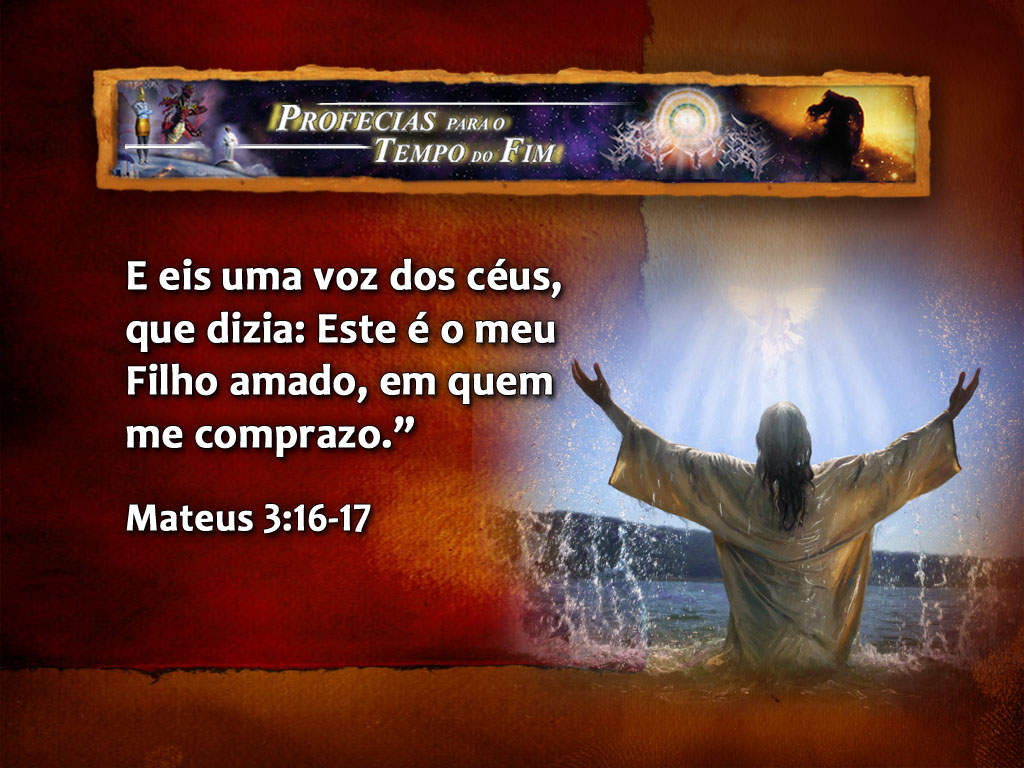 PROFECIAS PARA O
TEMPO DO FIM
E eis uma voz dos céus,
que dizia: Este é o meu
Filho amado, em quem
me comprazo.”
Mateus 3:16-17